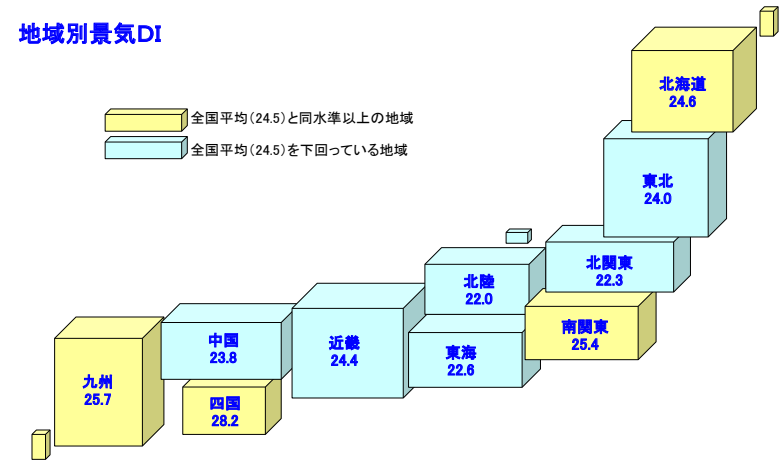 地域別景気DI
全国平均(24.5)と同水準以上の地域
全国平均(24.5)を下回っている地域
北海道
24.6
東北
24.0
北関東
22.3
北陸
22.0
南関東
25.4
東海
22.6
近畿
24.4
中国
23.8
四国
28.2
九州
25.7